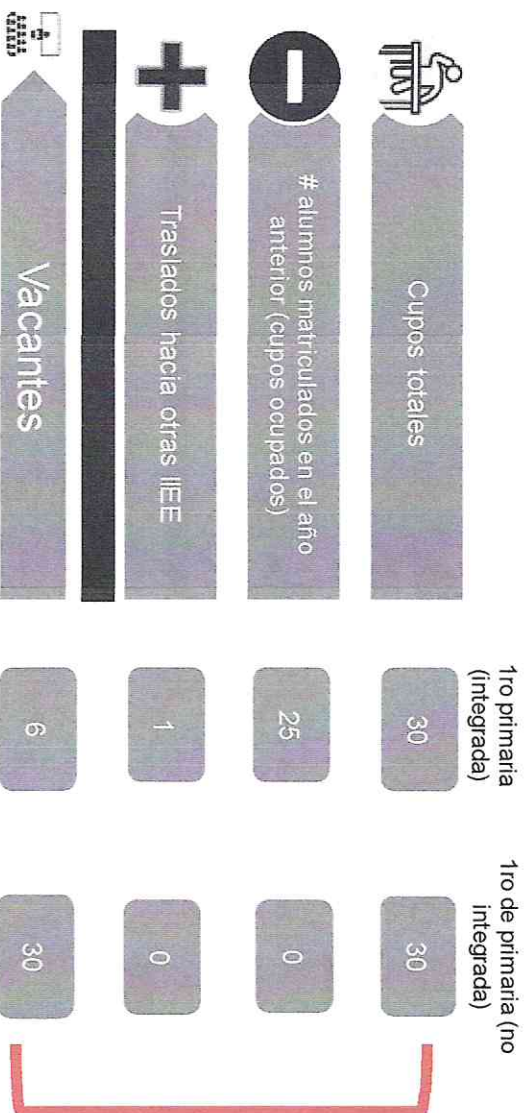 1ro primaria
(integrada)
1ro de primaria (no
integrada)
Cupos totales
30
30
# alumnos matriculados en el año
anterior (cupos ocupados)
25
0
Traslados hacia otras IIEE
1
0
Vacantes
6
30